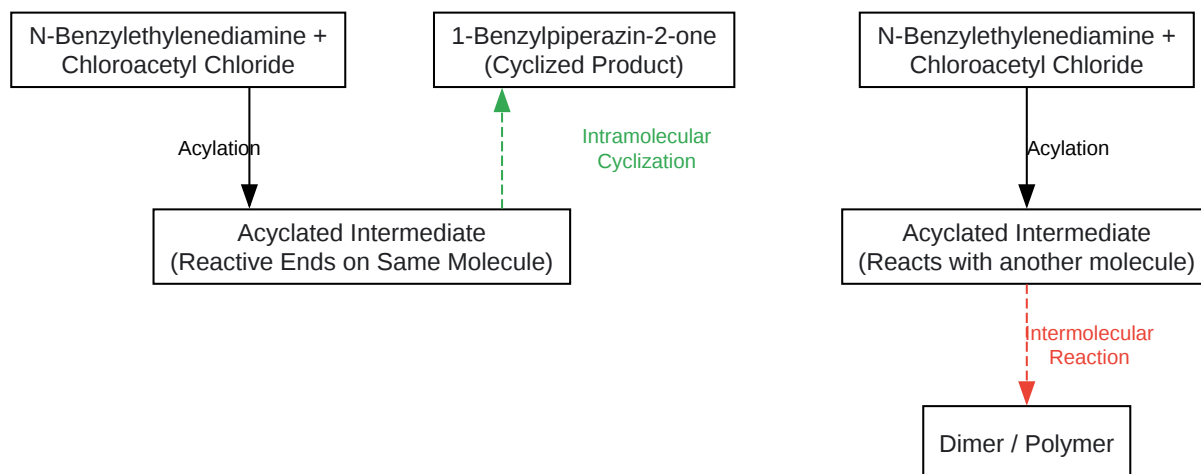 N-Benzylethylenediamine +
Chloroacetyl Chloride
1-Benzylpiperazin-2-one
(Cyclized Product)
N-Benzylethylenediamine +
Chloroacetyl Chloride
Acylation
Intramolecular
Cyclization
Acylation
Acyclated Intermediate
(Reactive Ends on Same Molecule)
Acyclated Intermediate
(Reacts with another molecule)
Intermolecular
Reaction
Dimer / Polymer